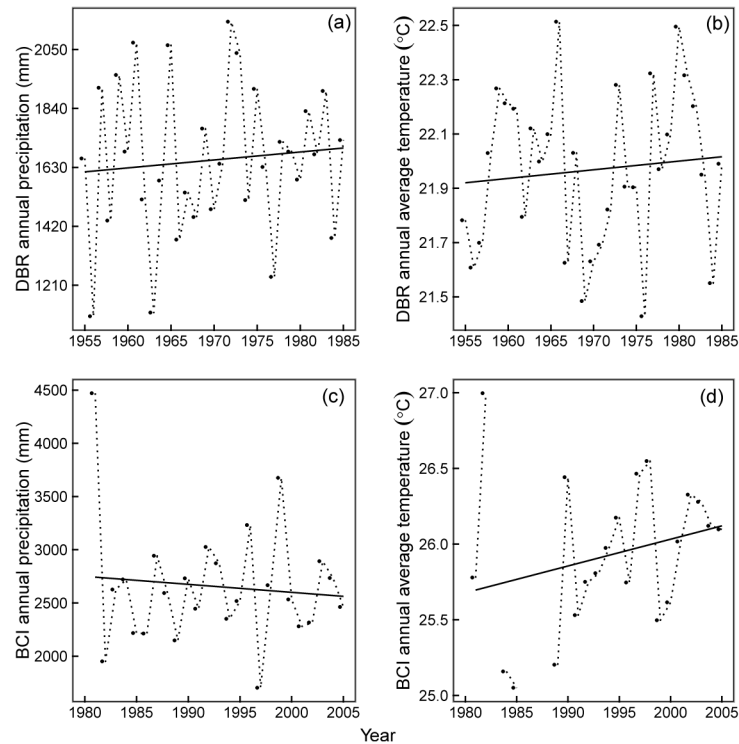 (a)
DBR annual precipitation (mm)
2050
1840
1630
1420
1210
1955 1960 1965 1970 1975 1980 1985
(b)
DBR annual average temperature (°C)
22.5
22.3
22.1
21.9
21.7
21.5
1955 1960 1965 1970 1975 1980 1985
(c)
BCI annual precipitation (mm)
4500
4000
3500
3000
2500
2000
1980 1985 1990 1995 2000 2005
(d)
BCI annual average temperature (°C)
27.0
26.5
26.0
25.5
25.0
1980 1985 1990 1995 2000 2005
Year